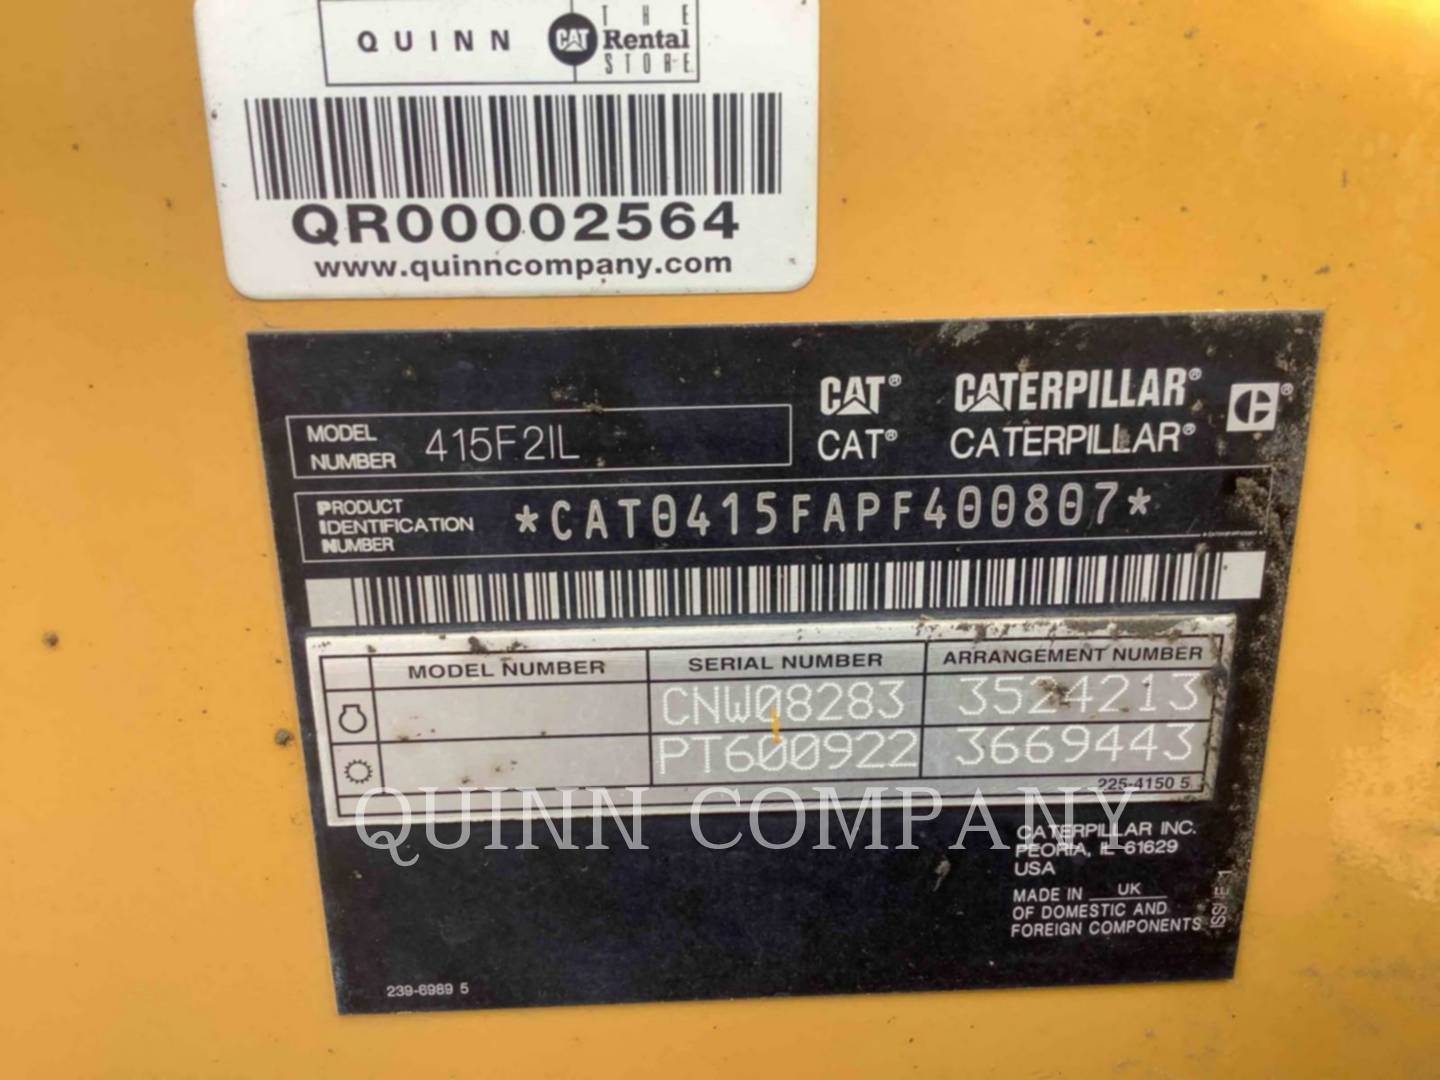 QUINN CAT THE Rental STORE
QR00002564
www.quinncompany.com
CAT® CATERPILLAR®
CAT® CATERPILLAR®
MODEL NUMBER 415F2IL
PRODUCT IDENTIFICATION NUMBER *CAT0415FAPF400807*
MODEL NUMBER SERIAL NUMBER ARRANGEMENT NUMBER
CNW08283 3524213
PT600922 3669443
225-4150 5
QUINN COMPANY
CATERPILLAR INC.
PEORIA, IL 61629
USA
MADE IN UK
OF DOMESTIC AND
FOREIGN COMPONENTS
ISSUE 1
239-6989 5